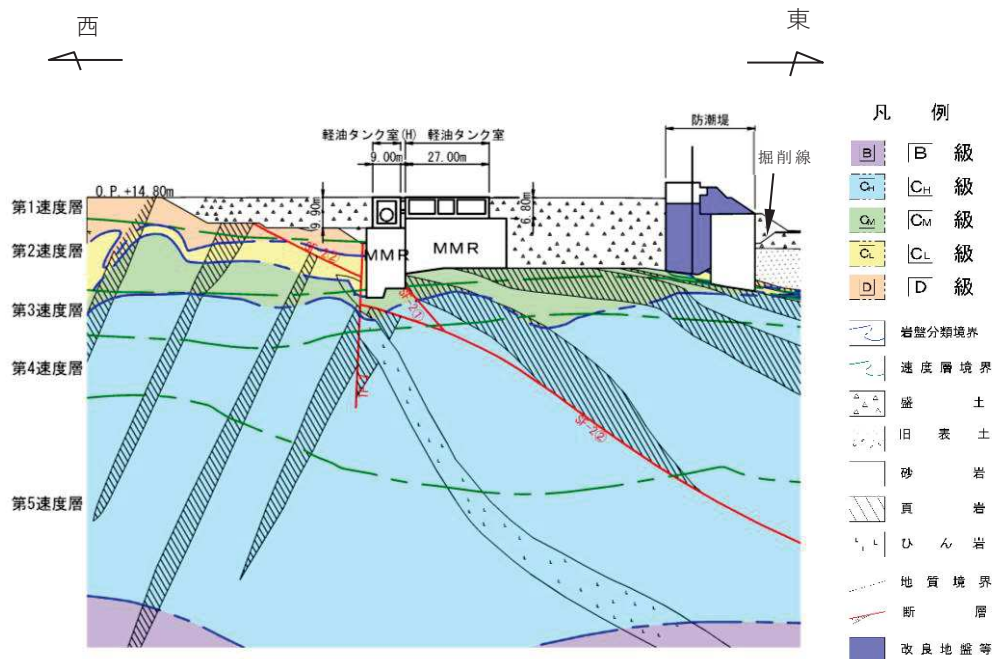 西
東
軽油タンク室(H) 軽油タンク室
9.00m 27.00m
防潮堤
掘削線
O.P.+14.80m
9.90m
6.80m
第1速度層
第2速度層
第3速度層
第4速度層
第5速度層
MMR
MMR
SF-2(2)
凡 例
B B 級
CH CH 級
CM CM 級
CL CL 級
D D 級
岩盤分類境界
速度層境界
盛 土
旧 表 土
砂 岩
頁 岩
ひ ん 岩
地 質 境 界
断 層
改 良 地 盤 等